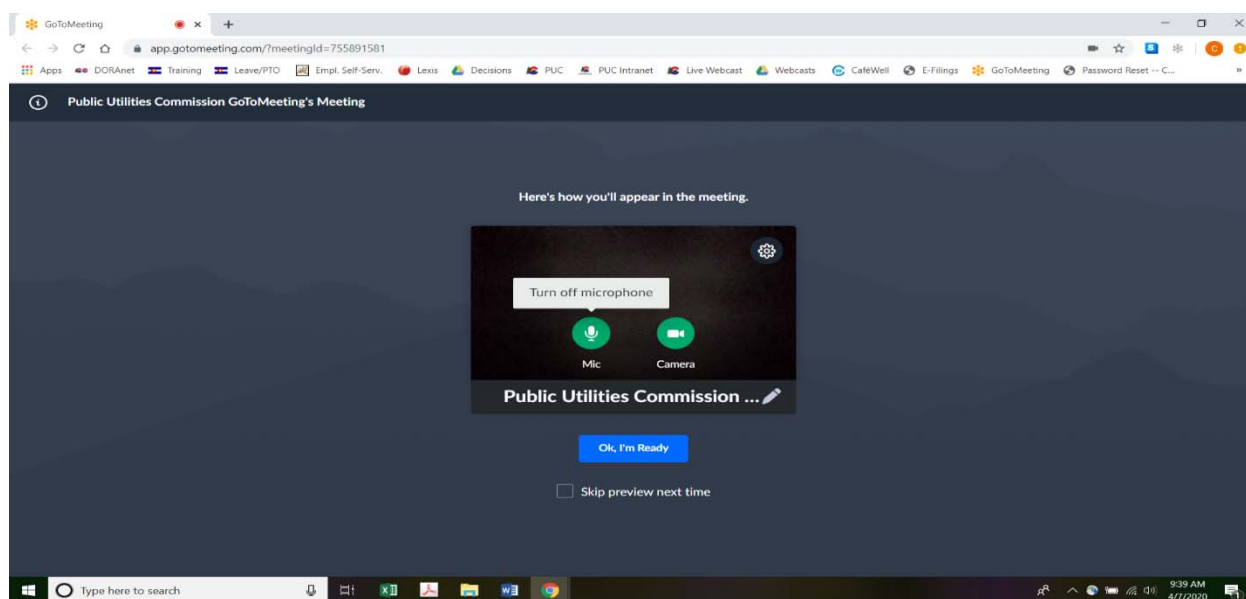 GoToMeeting
app.gotomeeting.com/?meetingId=755891581
Apps DORAnet Training Leave/PTO Empl. Self-Serv. Lexis Decisions PUC PUC Intranet Live Webcast Webcasts CaféWell E-Filings GoToMeeting Password Reset -- C... »
Public Utilities Commission GoToMeeting's Meeting
Here's how you'll appear in the meeting.
Turn off microphone
Mic Camera
Public Utilities Commission ...
Ok, I'm Ready
Skip preview next time
Type here to search
9:39 AM
4/7/2020